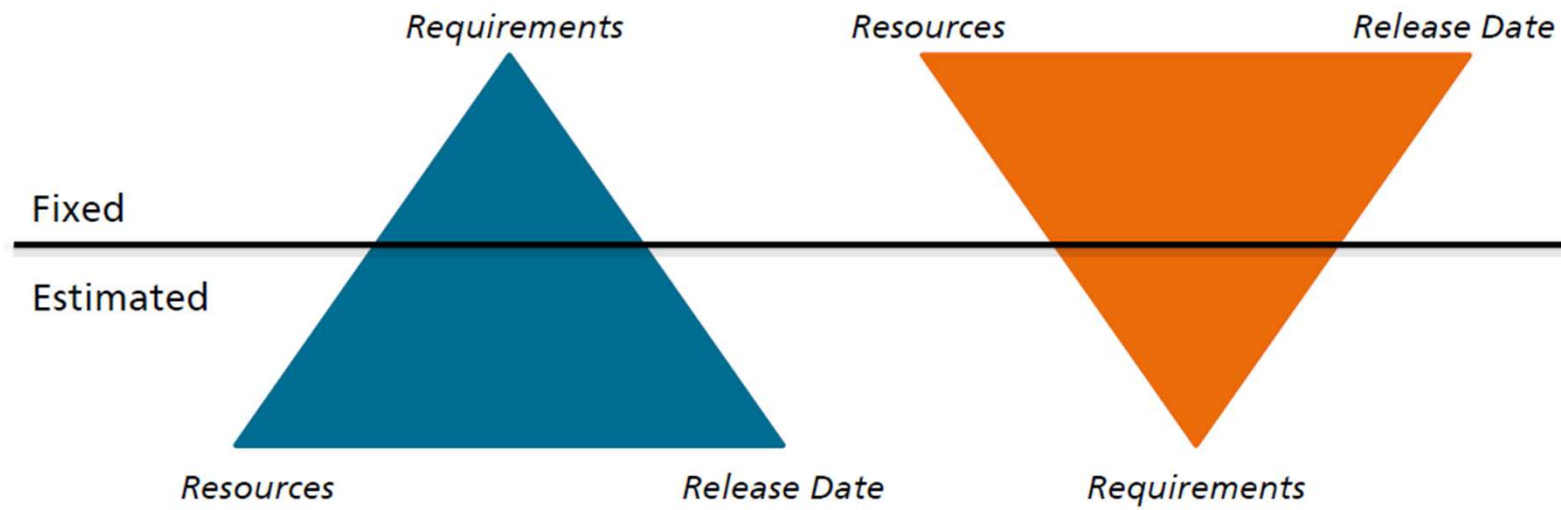 Requirements
Resources
Release Date
Fixed
Estimated
Resources
Release Date
Requirements